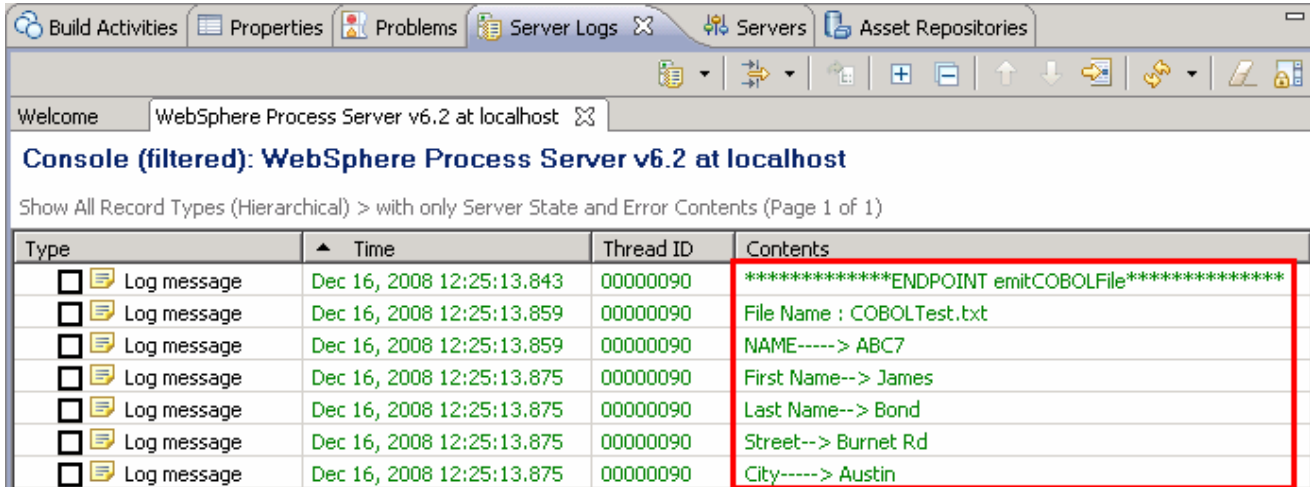 Build Activities Properties Problems Server Logs Servers Asset Repositories
Welcome WebSphere Process Server v6.2 at localhost
Console (filtered): WebSphere Process Server v6.2 at localhost
Show All Record Types (Hierarchical) > with only Server State and Error Contents (Page 1 of 1)
Type Time Thread ID Contents
Log message Dec 16, 2008 12:25:13.843 00000090 *************ENDPOINT emitCOBOLFile**************
Log message Dec 16, 2008 12:25:13.859 00000090 File Name : COBOLTest.txt
Log message Dec 16, 2008 12:25:13.859 00000090 NAME-----> ABC7
Log message Dec 16, 2008 12:25:13.875 00000090 First Name--> James
Log message Dec 16, 2008 12:25:13.875 00000090 Last Name--> Bond
Log message Dec 16, 2008 12:25:13.875 00000090 Street--> Burnet Rd
Log message Dec 16, 2008 12:25:13.875 00000090 City-----> Austin